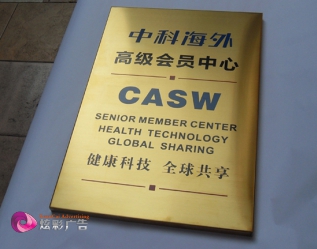 中科海外
高级会员中心
CASW
SENIOR MEMBER CENTER
HEALTH TECHNOLOGY
GLOBAL SHARING
健康科技 全球共享
炫彩广告